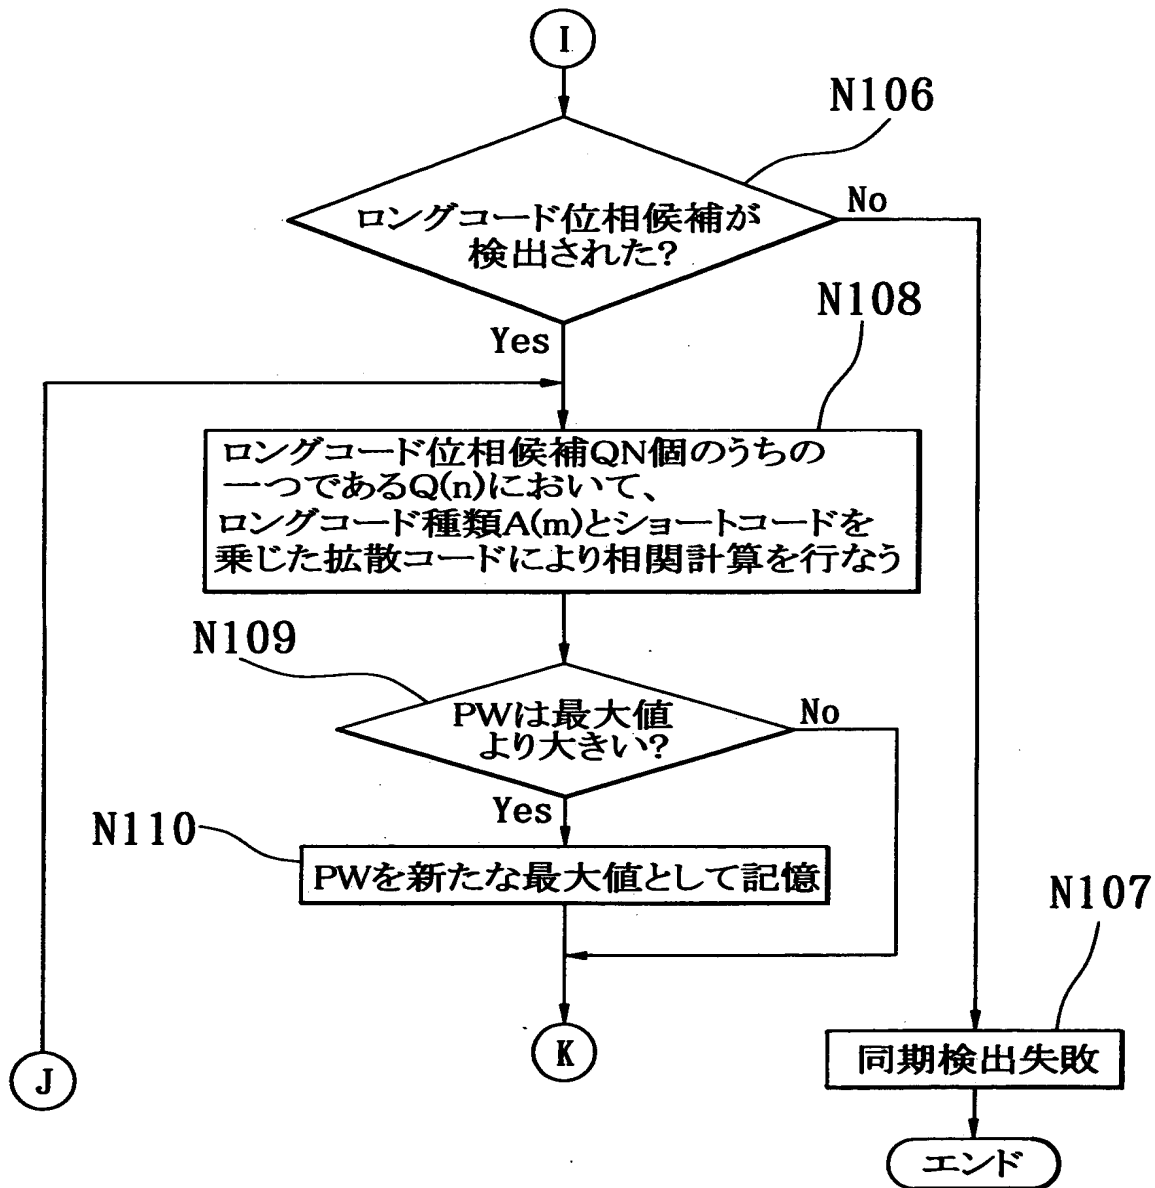 I
N106
ロングコード位相候補が
検出された?
No
Yes
N108
ロングコード位相候補QN個のうちの
一つであるQ(n)において、
ロングコード種類A(m)とショートコードを
乗じた拡散コードにより相関計算を行なう
N109
PWは最大値
より大きい?
No
Yes
N110
PWを新たな最大値として記憶
N107
同期検出失敗
J
K
エンド